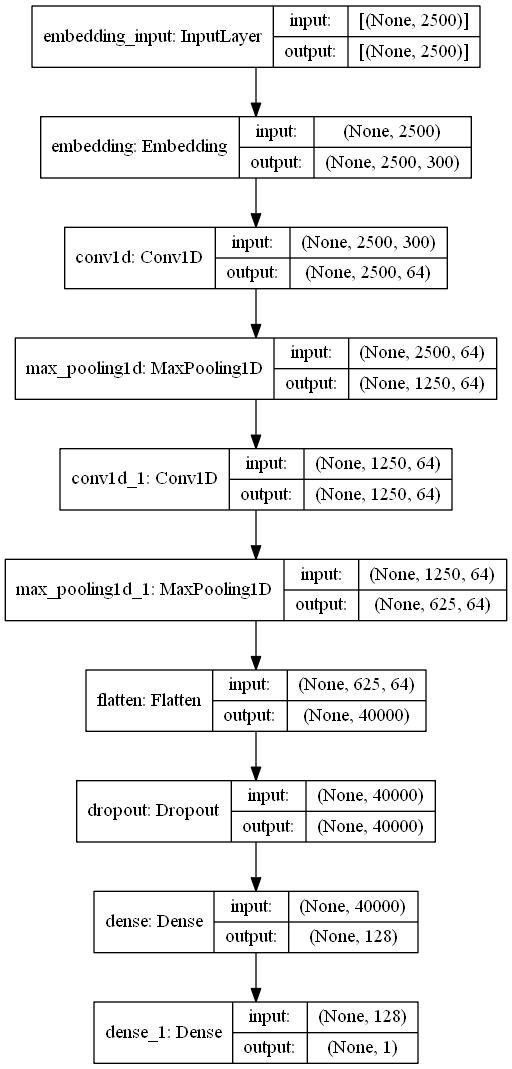 embedding_input: InputLayer
input: [(None, 2500)]
output: [(None, 2500)]
embedding: Embedding
input: (None, 2500)
output: (None, 2500, 300)
conv1d: Conv1D
input: (None, 2500, 300)
output: (None, 2500, 64)
max_pooling1d: MaxPooling1D
input: (None, 2500, 64)
output: (None, 1250, 64)
conv1d_1: Conv1D
input: (None, 1250, 64)
output: (None, 1250, 64)
max_pooling1d_1: MaxPooling1D
input: (None, 1250, 64)
output: (None, 625, 64)
flatten: Flatten
input: (None, 625, 64)
output: (None, 40000)
dropout: Dropout
input: (None, 40000)
output: (None, 40000)
dense: Dense
input: (None, 40000)
output: (None, 128)
dense_1: Dense
input: (None, 128)
output: (None, 1)